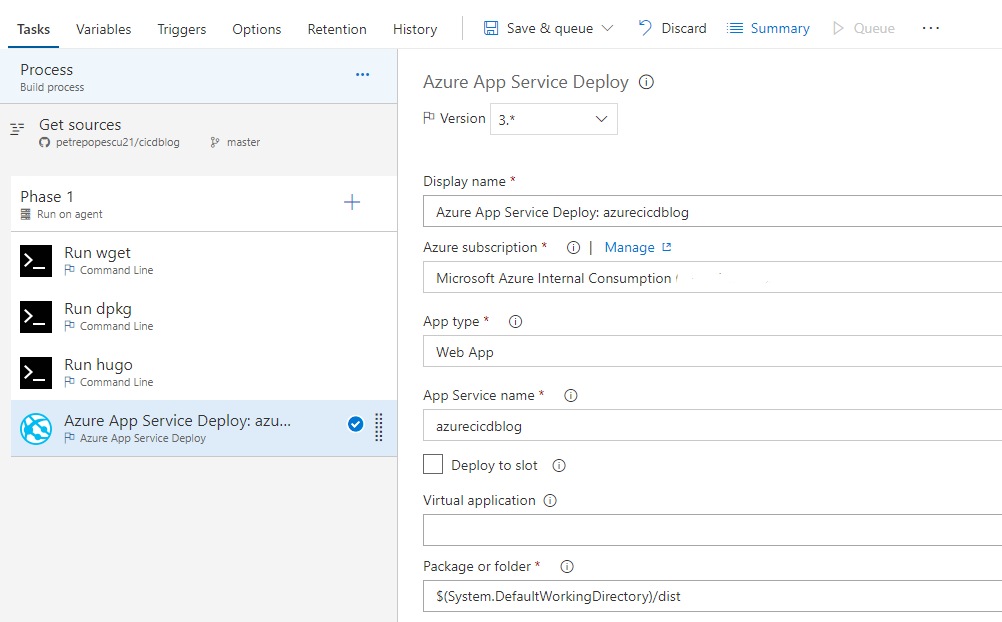 Tasks Variables Triggers Options Retention History Save & queue Discard Summary Queue ...
Process
Build process
...
Get sources
petrepopescu21/cicdblog master
Phase 1
Run on agent
Run wget
Command Line
Run dpkg
Command Line
Run hugo
Command Line
Azure App Service Deploy: azu...
Azure App Service Deploy
Azure App Service Deploy
Version 3.*
Display name *
Azure App Service Deploy: azurecicdblog
Azure subscription * | Manage
Microsoft Azure Internal Consumption
App type *
Web App
App Service name *
azurecicdblog
Deploy to slot
Virtual application
Package or folder *
$(System.DefaultWorkingDirectory)/dist